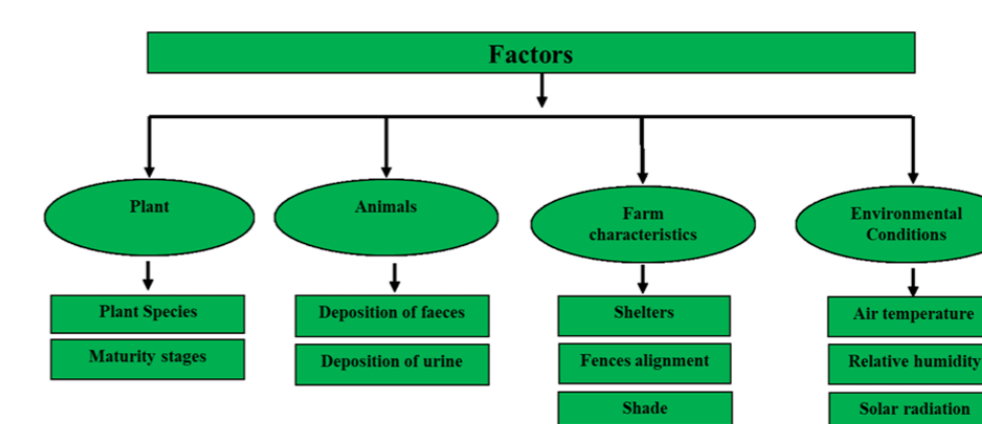 Factors
Plant
Animals
Farm
characteristics
Environmental
Conditions
Plant Species
Maturity stages
Deposition of faeces
Deposition of urine
Shelters
Fences alignment
Shade
Air temperature
Relative humidity
Solar radiation